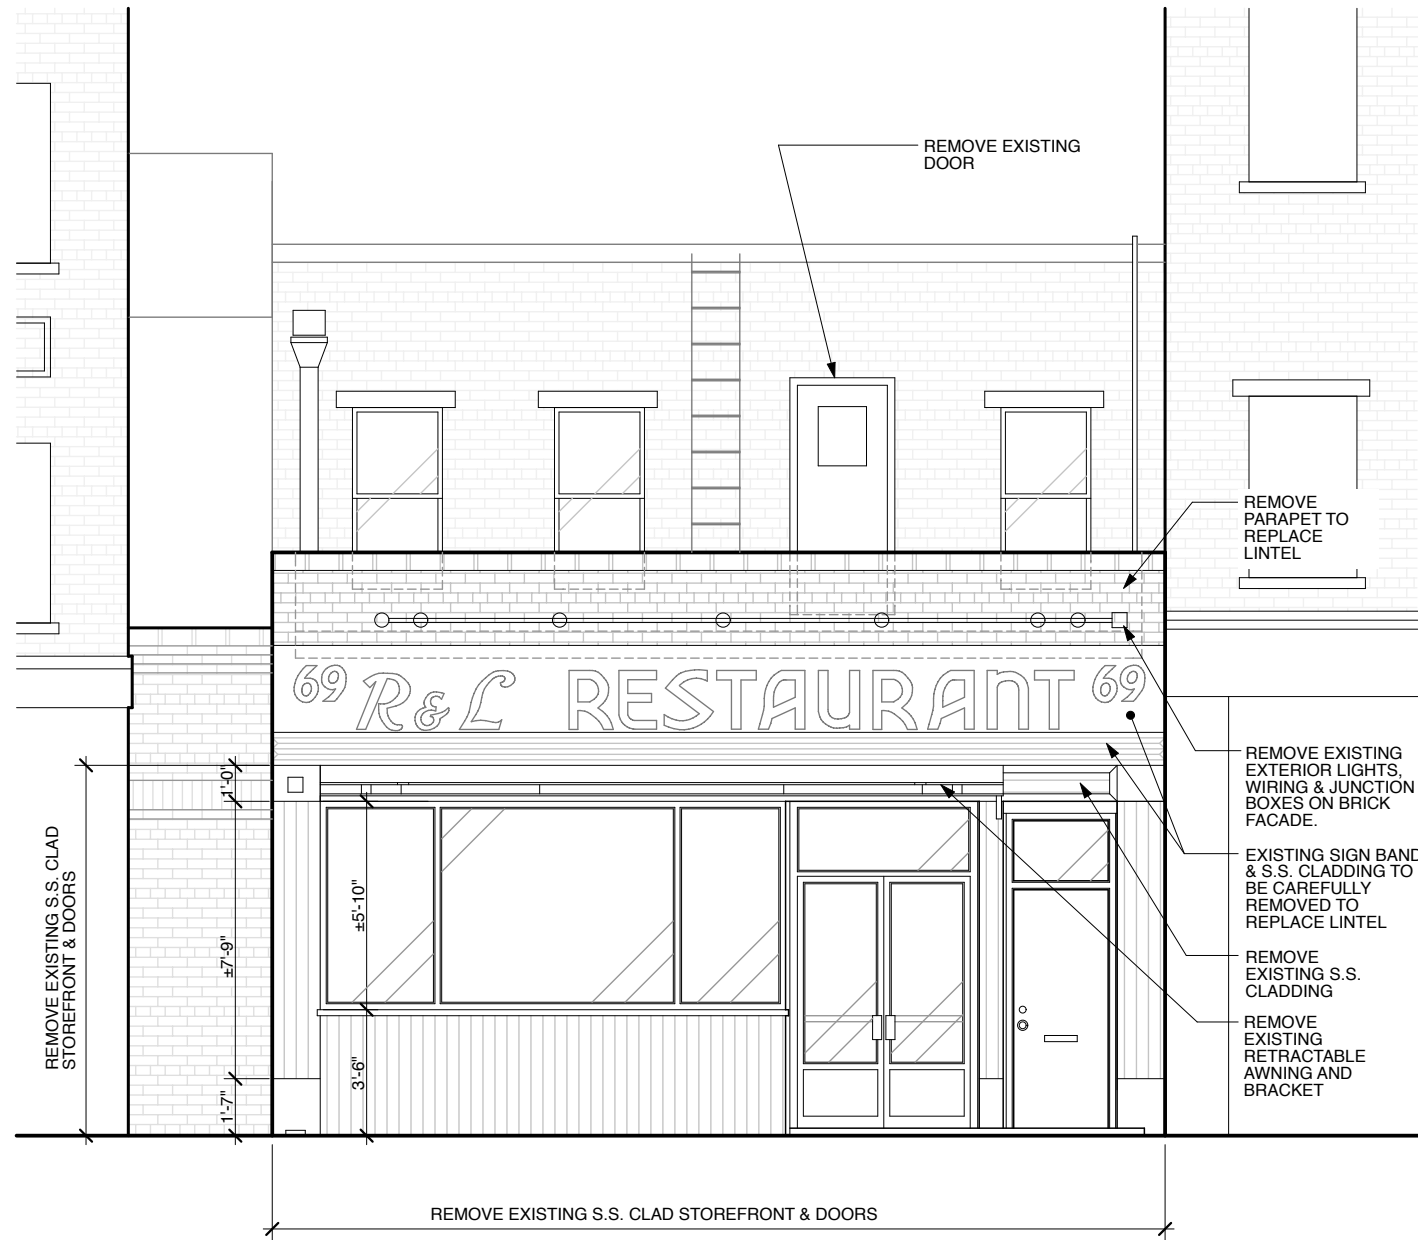 REMOVE EXISTING
DOOR
REMOVE
PARAPET TO
REPLACE
LINTEL
69 R & L RESTAURANT 69
REMOVE EXISTING
EXTERIOR LIGHTS,
WIRING & JUNCTION
BOXES ON BRICK
FACADE.
EXISTING SIGN BAND
& S.S. CLADDING TO
BE CAREFULLY
REMOVED TO
REPLACE LINTEL
REMOVE
EXISTING S.S.
CLADDING
REMOVE
EXISTING
RETRACTABLE
AWNING AND
BRACKET
REMOVE EXISTING S.S. CLAD
STOREFRONT & DOORS
1'-0"
±7'-9"
1'-7"
±5'-10"
3'-6"
REMOVE EXISTING S.S. CLAD STOREFRONT & DOORS